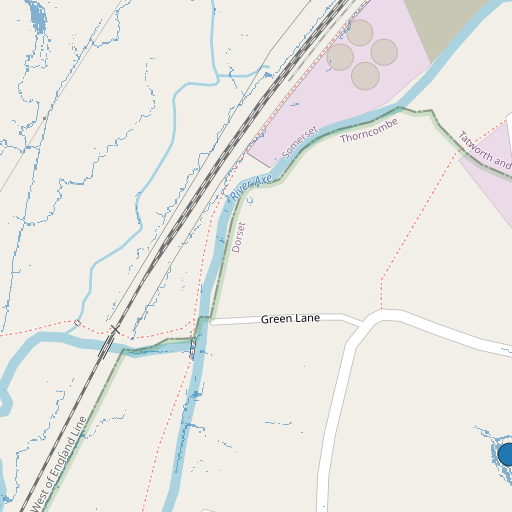 Somerset
Thorncombe
Tatworth and
River Axe
Dorset
Green Lane
West of England Line